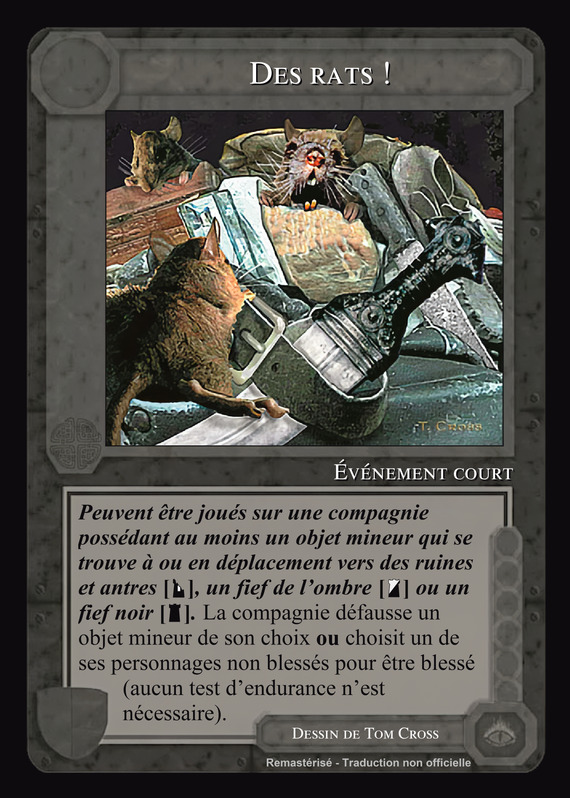 Des rats !
T. Cross
Événement court
Peuvent être joués sur une compagnie
possédant au moins un objet mineur qui se
trouve à ou en déplacement vers des ruines
et antres [ ], un fief de l'ombre [ ] ou un
fief noir [ ]. La compagnie défausse un
objet mineur de son choix ou choisit un de
ses personnages non blessés pour être blessé
(aucun test d'endurance n'est
nécessaire).
Dessin de Tom Cross
Remastérisé - Traduction non officielle